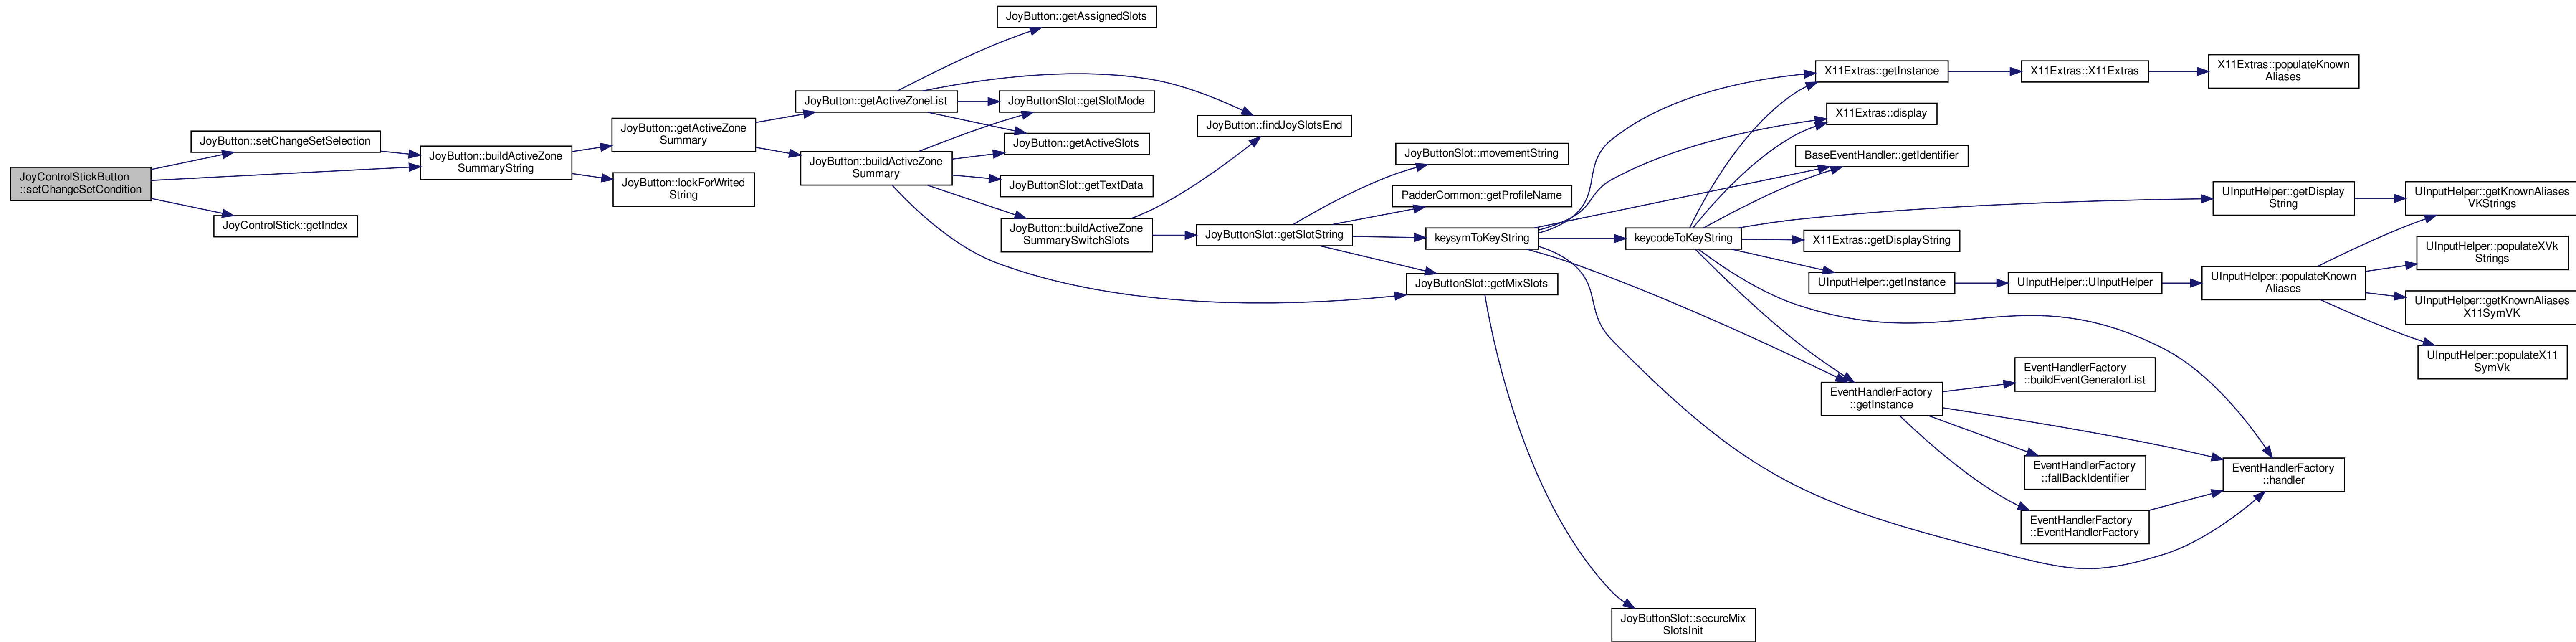 JoyControlStickButton
::setChangeSetCondition
JoyButton::setChangeSetSelection
JoyControlStick::getIndex
JoyButton::buildActiveZone
SummaryString
JoyButton::getActiveZone
Summary
JoyButton::lockForWrited
String
JoyButton::getActiveZoneList
JoyButton::buildActiveZone
Summary
JoyButton::getAssignedSlots
JoyButtonSlot::getSlotMode
JoyButton::getActiveSlots
JoyButtonSlot::getTextData
JoyButton::buildActiveZone
SummarySwitchSlots
JoyButton::findJoySlotsEnd
JoyButtonSlot::getSlotString
JoyButtonSlot::movementString
PadderCommon::getProfileName
keysymToKeyString
JoyButtonSlot::getMixSlots
JoyButtonSlot::secureMix
SlotsInit
keycodeToKeyString
X11Extras::getInstance
X11Extras::display
BaseEventHandler::getIdentifier
X11Extras::getDisplayString
UInputHelper::getInstance
EventHandlerFactory
::getInstance
X11Extras::X11Extras
UInputHelper::UInputHelper
EventHandlerFactory
::buildEventGeneratorList
EventHandlerFactory
::fallBackIdentifier
EventHandlerFactory
::EventHandlerFactory
X11Extras::populateKnown
Aliases
UInputHelper::getDisplay
String
UInputHelper::populateKnown
Aliases
EventHandlerFactory
::handler
UInputHelper::getKnownAliases
VKStrings
UInputHelper::populateXVk
Strings
UInputHelper::getKnownAliases
X11SymVK
UInputHelper::populateX11
SymVk